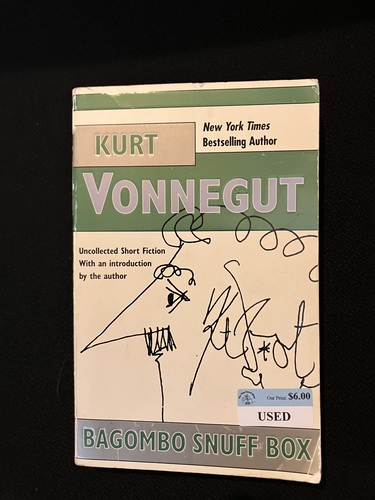 KURT
New York Times
Bestselling Author
VONNEGUT
Uncollected Short Fiction
With an introduction
by the author
Our Price $6.00
USED
BAGOMBO SNUFF BOX